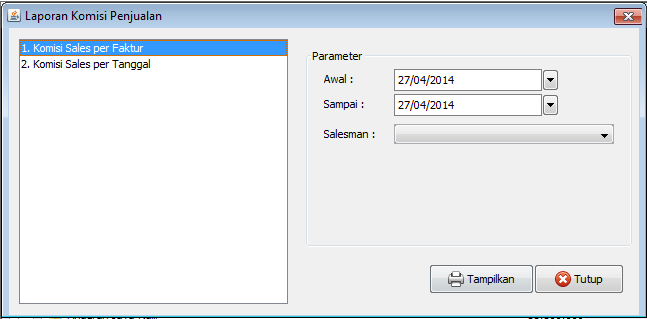 Laporan Komisi Penjualan
1. Komisi Sales per Faktur
2. Komisi Sales per Tanggal
Parameter
Awal :
27/04/2014
Sampai :
27/04/2014
Salesman :
Tampilkan
Tutup